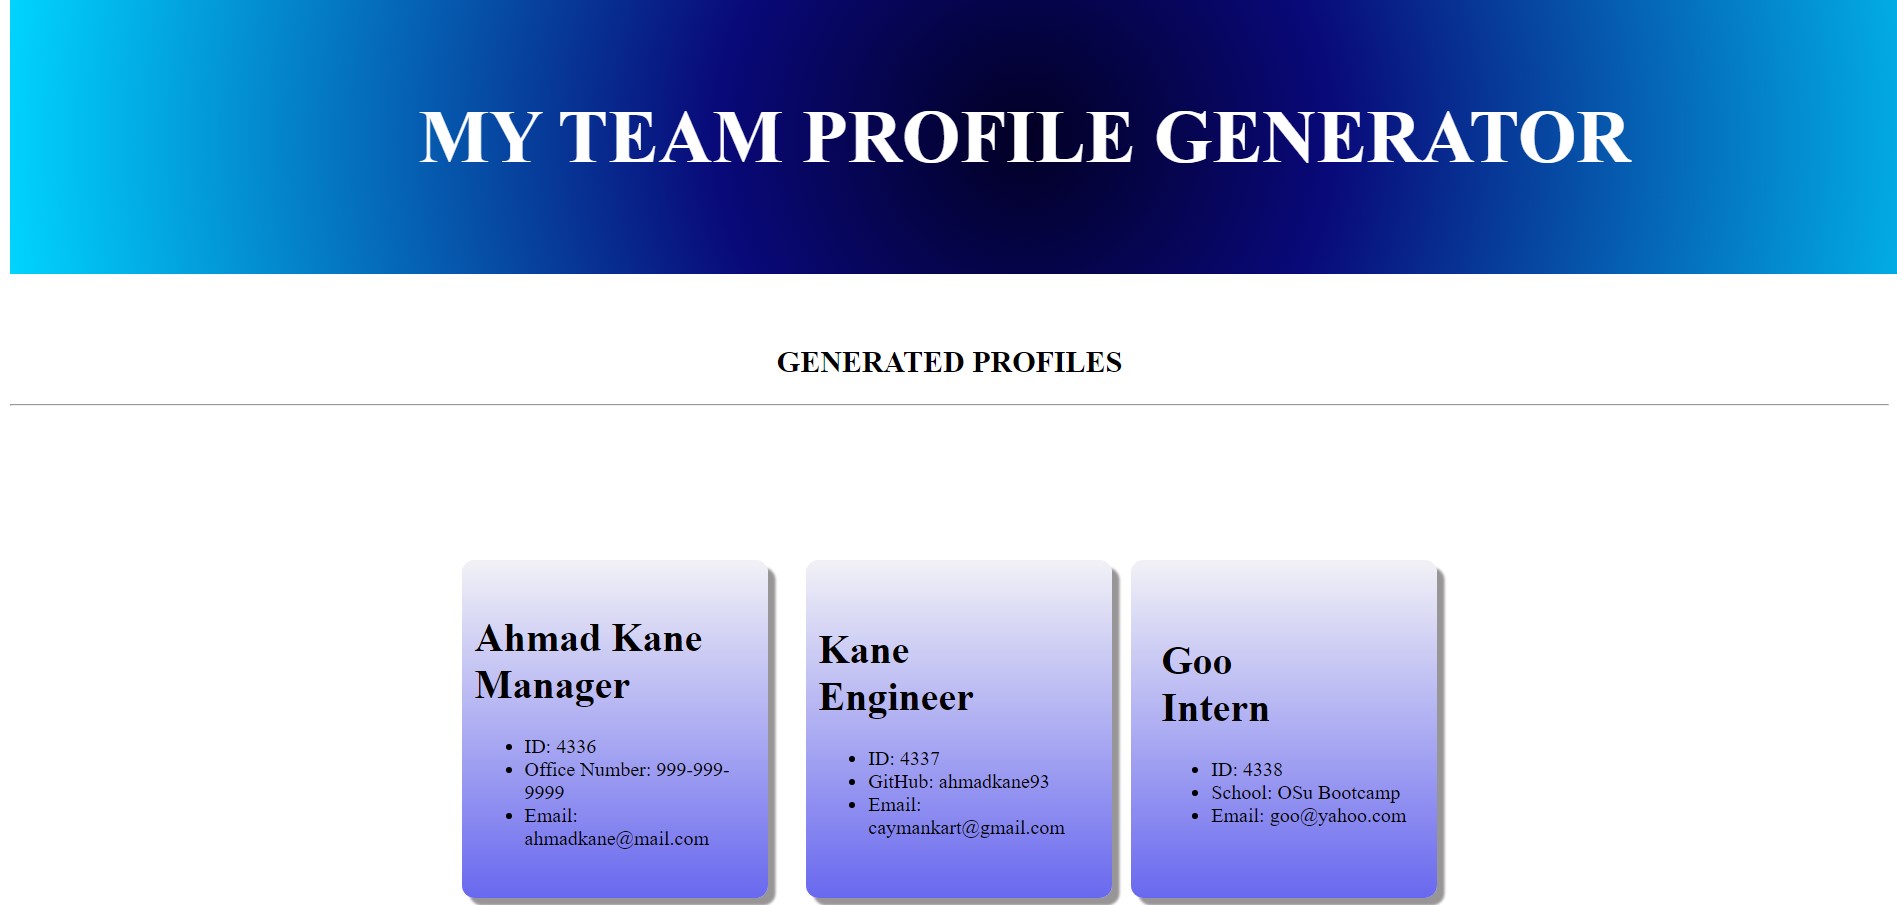 MY TEAM PROFILE GENERATOR
GENERATED PROFILES
Ahmad Kane
Manager
ID: 4336
Office Number: 999-999-
9999
Email:
ahmadkane@mail.com
Kane
Engineer
ID: 4337
GitHub: ahmadkane93
Email:
caymankart@gmail.com
Goo
Intern
ID: 4338
School: OSu Bootcamp
Email: goo@yahoo.com